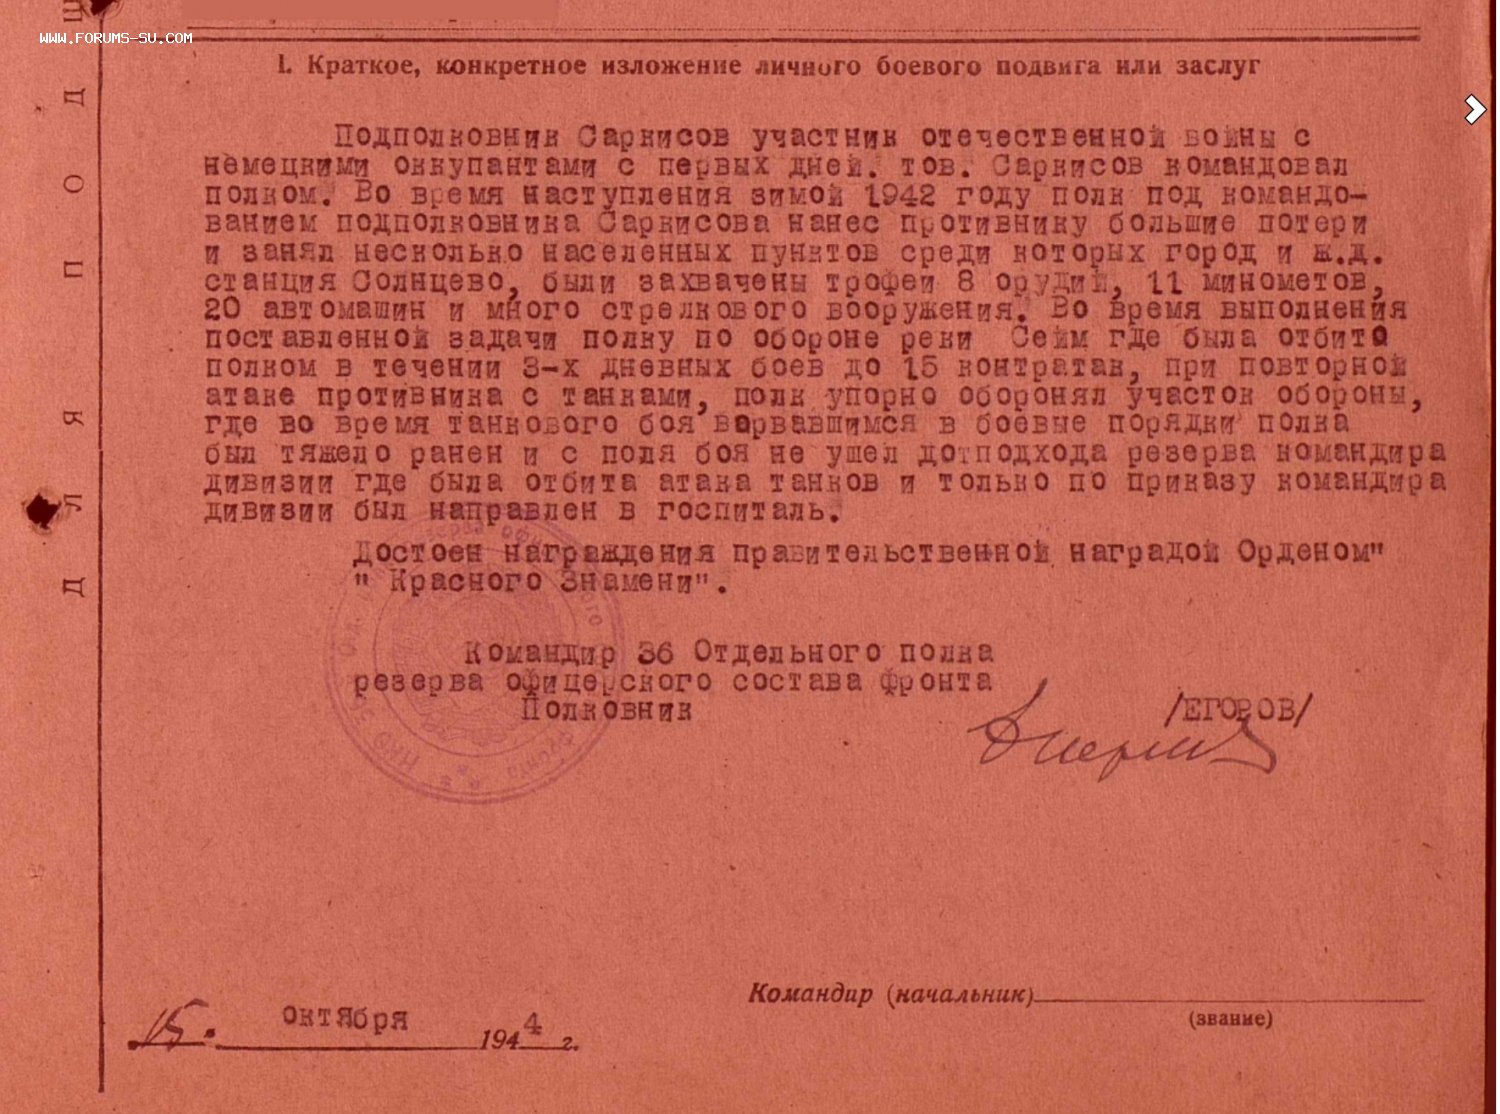 WWW.FORUMS-SU.COM
1. Краткое, конкретное изложение личного боевого подвига или заслуг
Подполковник Саркисов участник отечественной войны с
немецкими оккупантами с первых дней. тов. Саркисов командовал
полком. Во время наступления зимой 1942 году полк под командо-
ванием подполковника Саркисова нанес противнику большие потери
и занял несколько населенных пунктов среди которых город и ж.д.
станция Солнцево, были захвачены трофеи 8 орудий, 11 минометов,
20 автомашин и много стрелкового вооружения. Во время выполнения
поставленной задачи полку по обороне реки Сейм где была отбито
полком в течении 3-х дневных боев до 15 контратак, при повторной
атаке противника с танками, полк упорно оборонял участок обороны,
где во время танкового боя ворвавшимся в боевые порядки полка
был тяжело ранен и с поля боя не ушел дотподхода резерва командира
дивизии где была отбита атака танков и только по приказу командира
дивизии был направлен в госпиталь.
Достоен награждения правительственной наградой Орденом"
" Красного Знамени".
Командир 36 Отдельного полка
резерва офицерского состава фронта
Полковник /ЕГОРОВ/
Командир (начальник)
(звание)
15. октября 1944 г.
ДЛЯ ПОДШ